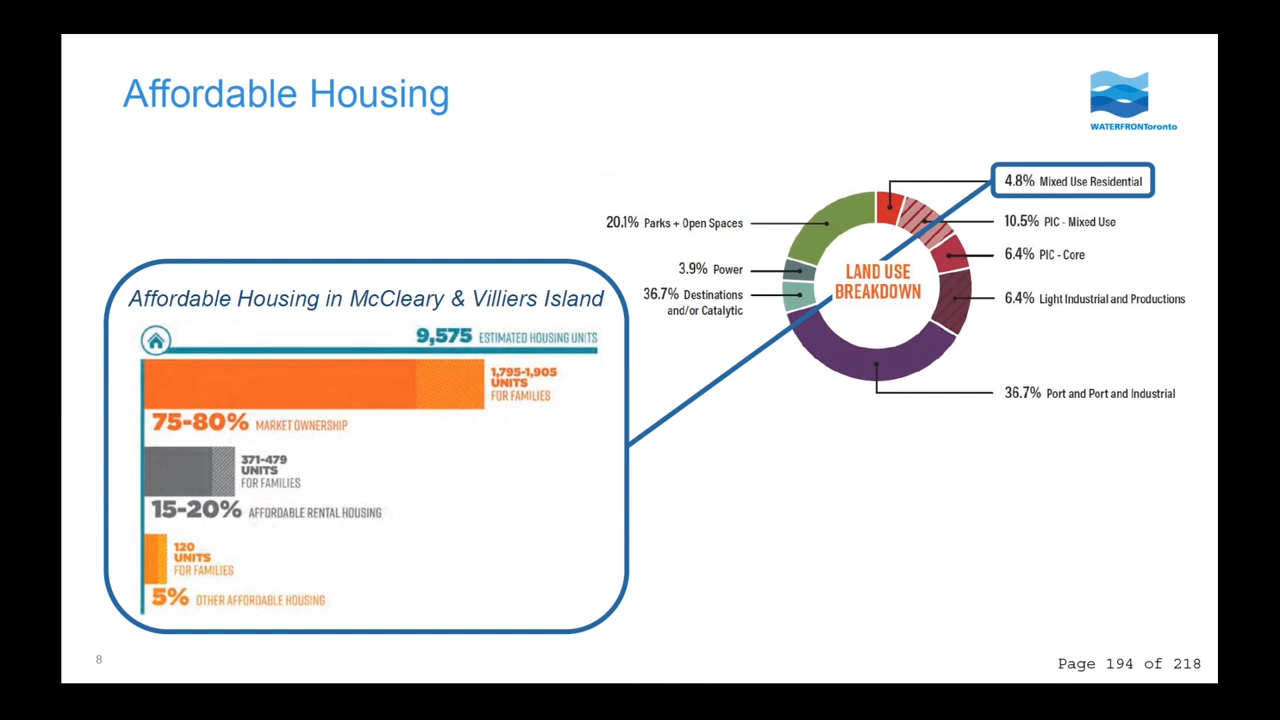 Affordable Housing
WATERFRONToronto
4.8% Mixed Use Residential
10.5% PIC - Mixed Use
6.4% PIC - Core
6.4% Light Industrial and Productions
36.7% Port and Port and Industrial
20.1% Parks + Open Spaces
3.9% Power
36.7% Destinations
and/or Catalytic
LAND USE
BREAKDOWN
Affordable Housing in McCleary & Villiers Island
9,575 ESTIMATED HOUSING UNITS
1,795-1,905
UNITS
FOR FAMILIES
75-80% MARKET OWNERSHIP
371-479
UNITS
FOR FAMILIES
15-20% AFFORDABLE RENTAL HOUSING
120
UNITS
FOR FAMILIES
5% OTHER AFFORDABLE HOUSING
8
Page 194 of 218